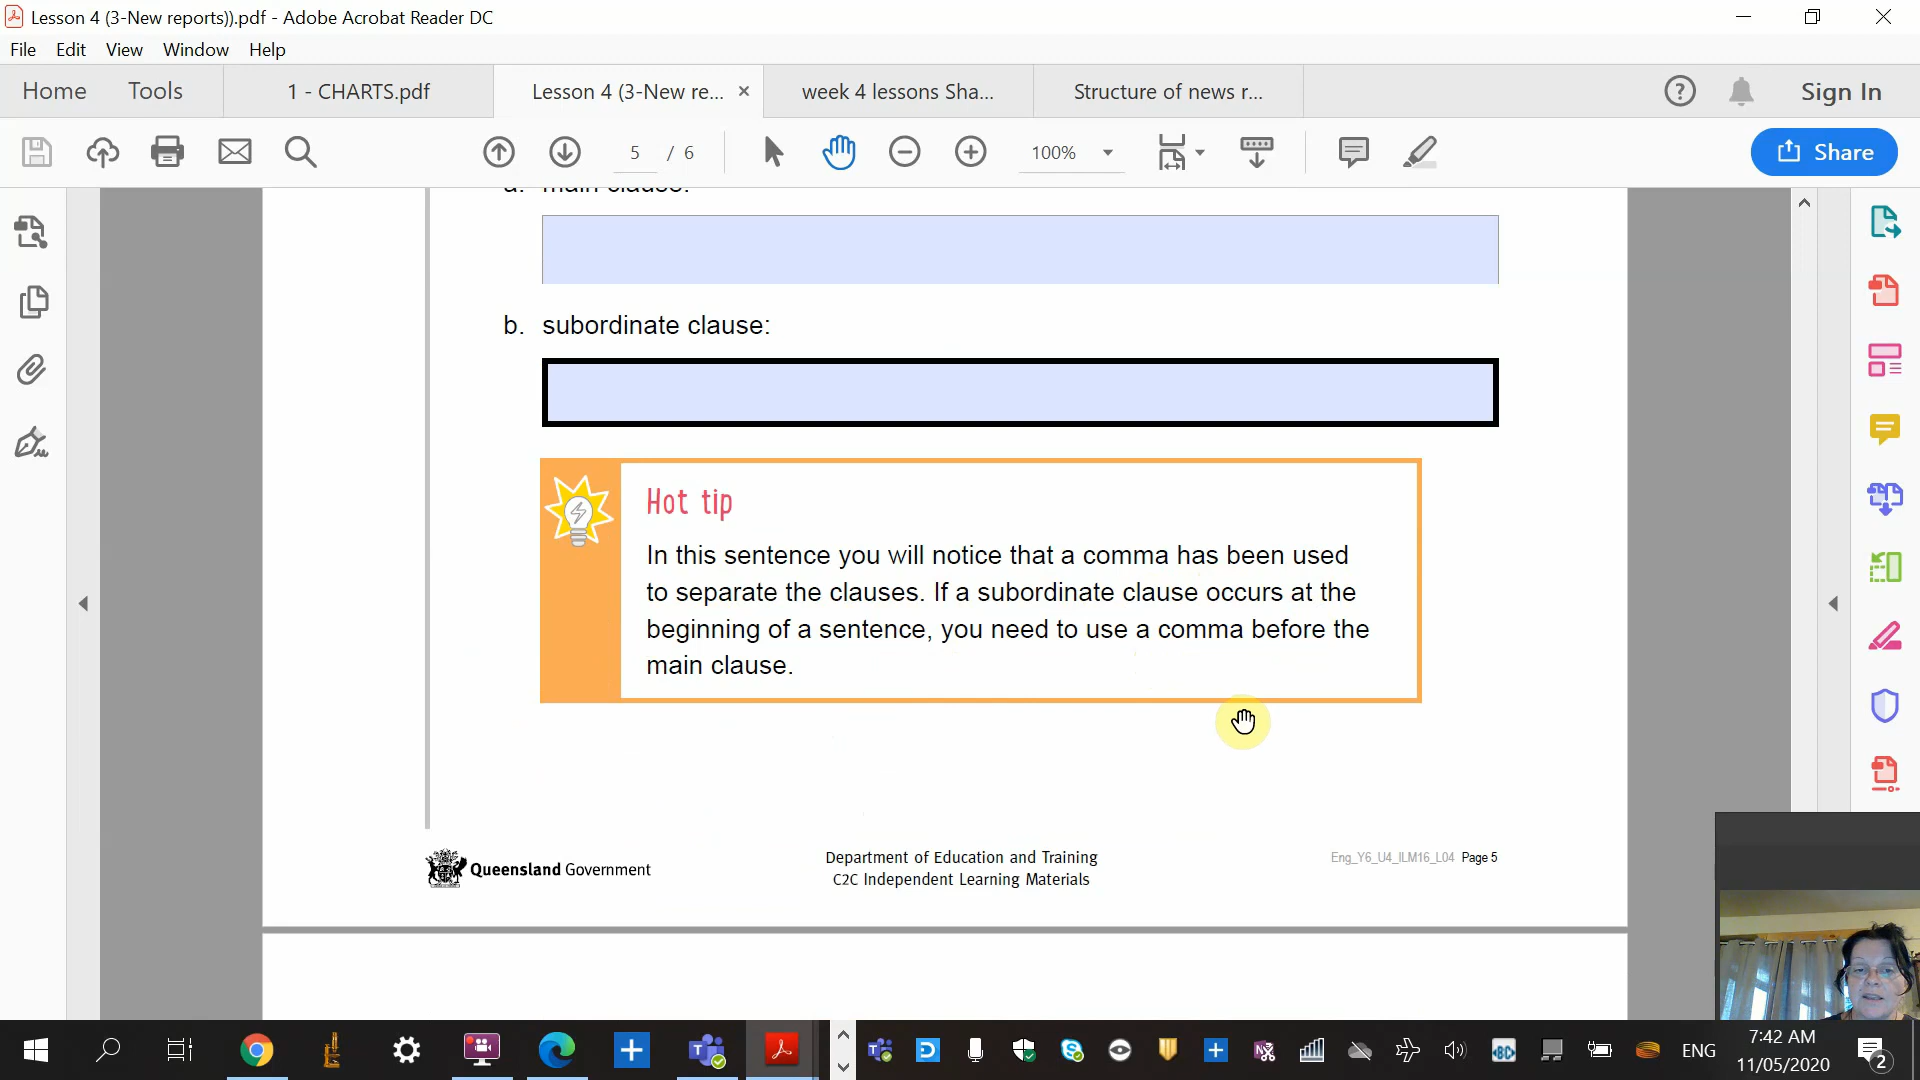 Lesson 4 (3-New reports)).pdf - Adobe Acrobat Reader DC
File Edit View Window Help
Home Tools 1 - CHARTS.pdf Lesson 4 (3-New re... × week 4 lessons Sha... Structure of news r... Sign In
5 / 6 100% Share
a. main clause:
b. subordinate clause:
Hot tip
In this sentence you will notice that a comma has been used
to separate the clauses. If a subordinate clause occurs at the
beginning of a sentence, you need to use a comma before the
main clause.
Queensland Government
Department of Education and Training
C2C Independent Learning Materials
Eng_Y6_U4_ILM16_L04 Page 5
ENG
7:42 AM
11/05/2020
2